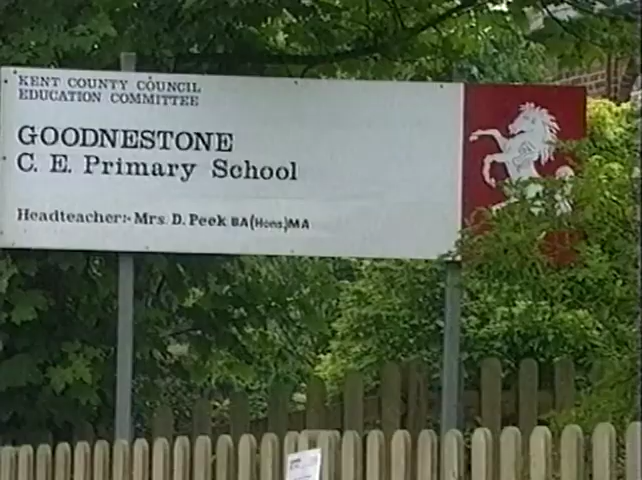 KENT COUNTY COUNCIL
EDUCATION COMMITTEE
GOODNESTONE
C. E. Primary School
Headteacher:- Mrs. D. Peek BA(Hons.)MA